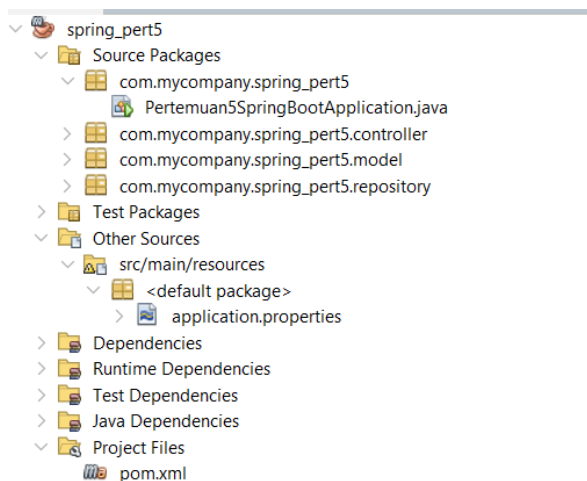 spring_pert5
Source Packages
com.mycompany.spring_pert5
Pertemuan5SpringBootApplication.java
com.mycompany.spring_pert5.controller
com.mycompany.spring_pert5.model
com.mycompany.spring_pert5.repository
Test Packages
Other Sources
src/main/resources
<default package>
application.properties
Dependencies
Runtime Dependencies
Test Dependencies
Java Dependencies
Project Files
pom.xml